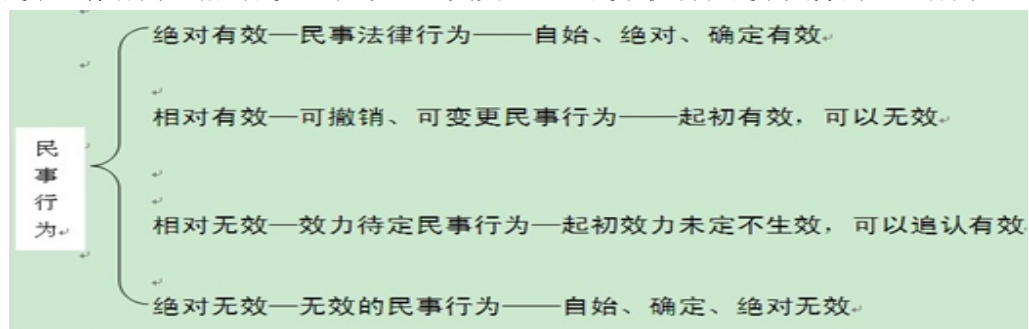 绝对有效—民事法律行为——自始、绝对、确定有效
相对有效—可撤销、可变更民事行为——起初有效，可以无效
民事行为
相对无效—效力待定民事行为—起初效力未定不生效，可以追认有效
绝对无效—无效的民事行为——自始、确定、绝对无效